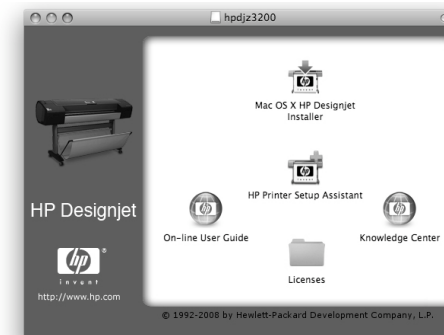 hpdjz3200
Mac OS X HP Designjet
Installer
HP Printer Setup Assistant
HP Designjet
On-line User Guide
Knowledge Center
hp
invent
Licenses
http://www.hp.com
© 1992-2008 by Hewlett-Packard Development Company, L.P.